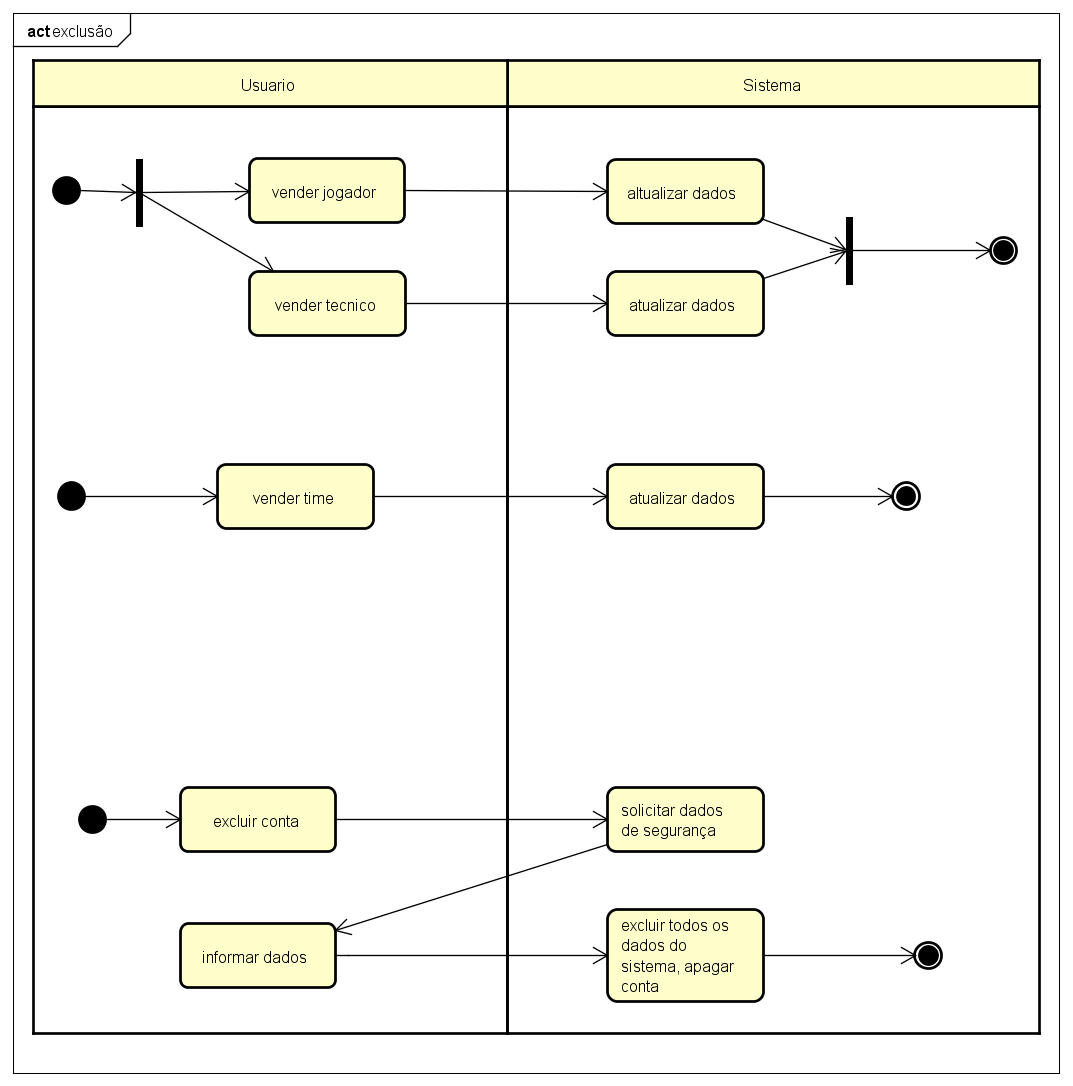 act exclusão
Usuario
Sistema
vender jogador
altualizar dados
vender tecnico
atualizar dados
vender time
atualizar dados
excluir conta
solicitar dados
de segurança
informar dados
excluir todos os
dados do
sistema, apagar
conta